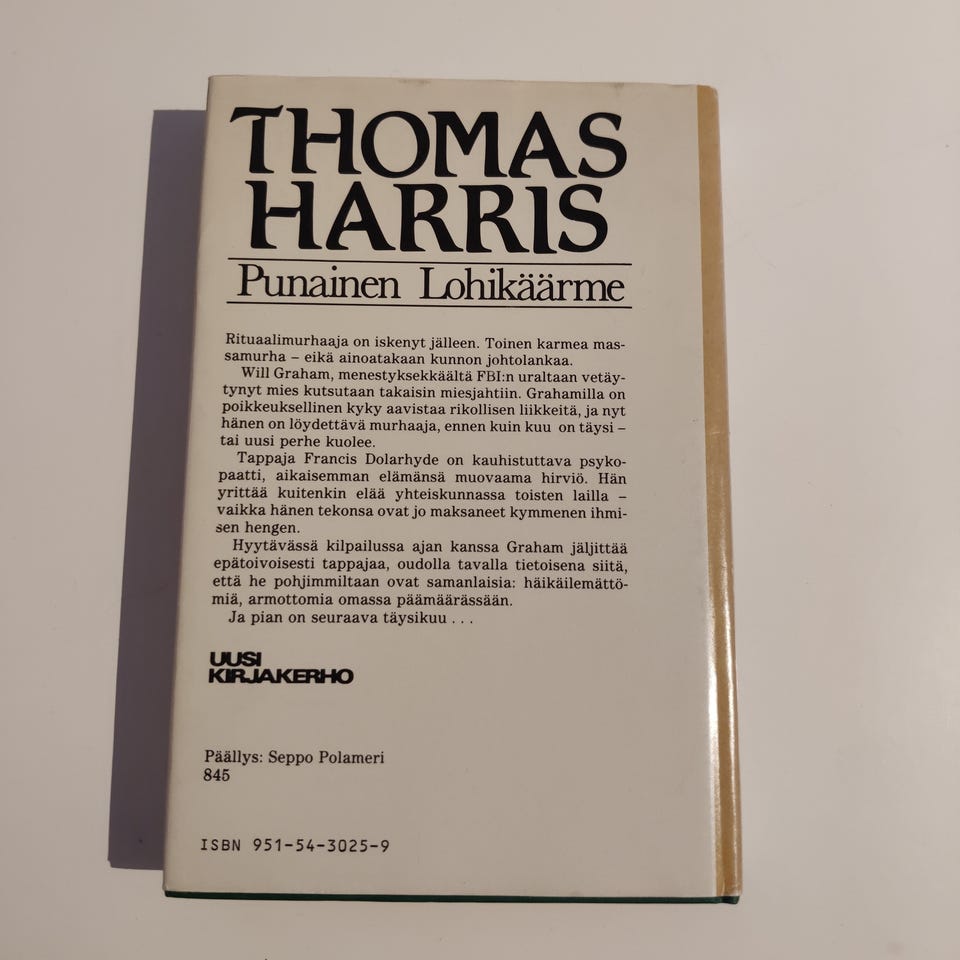 THOMAS
HARRIS
Punainen Lohikäärme
Rituaalimurhaaja on iskenyt jälleen. Toinen karmea mas-
samurha – eikä ainoatakaan kunnon johtolankaa.
Will Graham, menestyksekkäältä FBI:n uraltaan vetäy-
tynyt mies kutsutaan takaisin miesjahtiin. Grahamilla on
poikkeuksellinen kyky aavistaa rikollisen liikkeitä, ja nyt
hänen on löydettävä murhaaja, ennen kuin kuu on täysi –
tai uusi perhe kuolee.
Tappaja Francis Dolarhyde on kauhistuttava psyko-
paatti, aikaisemman elämänsä muovaama hirviö. Hän
yrittää kuitenkin elää yhteiskunnassa toisten lailla –
vaikka hänen tekonsa ovat jo maksaneet kymmenen ihmi-
sen hengen.
Hyytävässä kilpailussa ajan kanssa Graham jäljittää
epätoivoisesti tappajaa, oudolla tavalla tietoisena siitä,
että he pohjimmiltaan ovat samanlaisia: häikäilemättö-
miä, armottomia omassa päämäärässään.
Ja pian on seuraava täysikuu . . .
UUSI
KIRJAKERHO
Päällys: Seppo Polameri
845
ISBN 951-54-3025-9